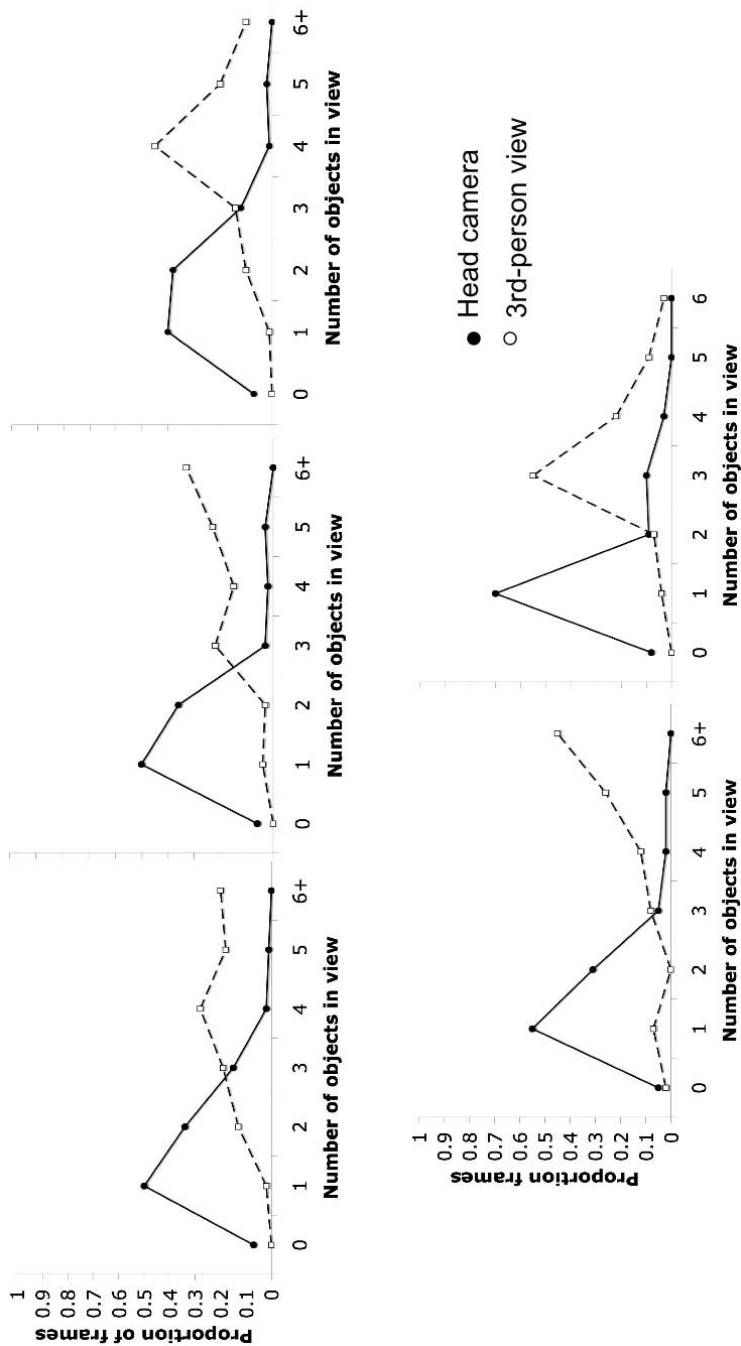 Proportion of frames
1
0.9
0.8
0.7
0.6
0.5
0.4
0.3
0.2
0.1
0
0 1 2 3 4 5 6+
Number of objects in view
0 1 2 3 4 5 6+
Number of objects in view
0 1 2 3 4 5 6+
Number of objects in view
Proportion frames
1
0.9
0.8
0.7
0.6
0.5
0.4
0.3
0.2
0.1
0
0 1 2 3 4 5 6+
Number of objects in view
0 1 2 3 4 5 6
Number of objects in view
Head camera
3rd-person view